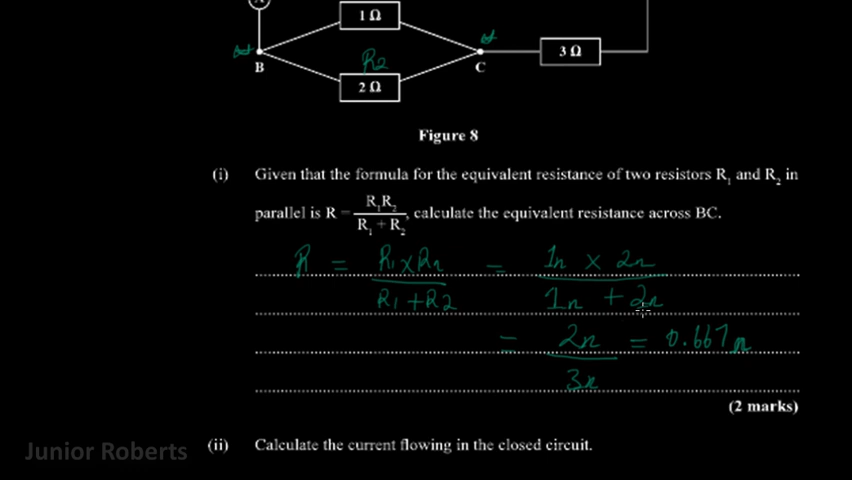 A
1 Ω
R2
B
C
3 Ω
2 Ω
Figure 8
(i) Given that the formula for the equivalent resistance of two resistors R₁ and R₂ in
parallel is R = R₁R₂ / R₁ + R₂, calculate the equivalent resistance across BC.
R = R1×R2 / R1+R2 = 1Ω × 2Ω / 1Ω + 2Ω
= 2Ω / 3Ω = 0.667Ω
(2 marks)
Junior Roberts
(ii) Calculate the current flowing in the closed circuit.